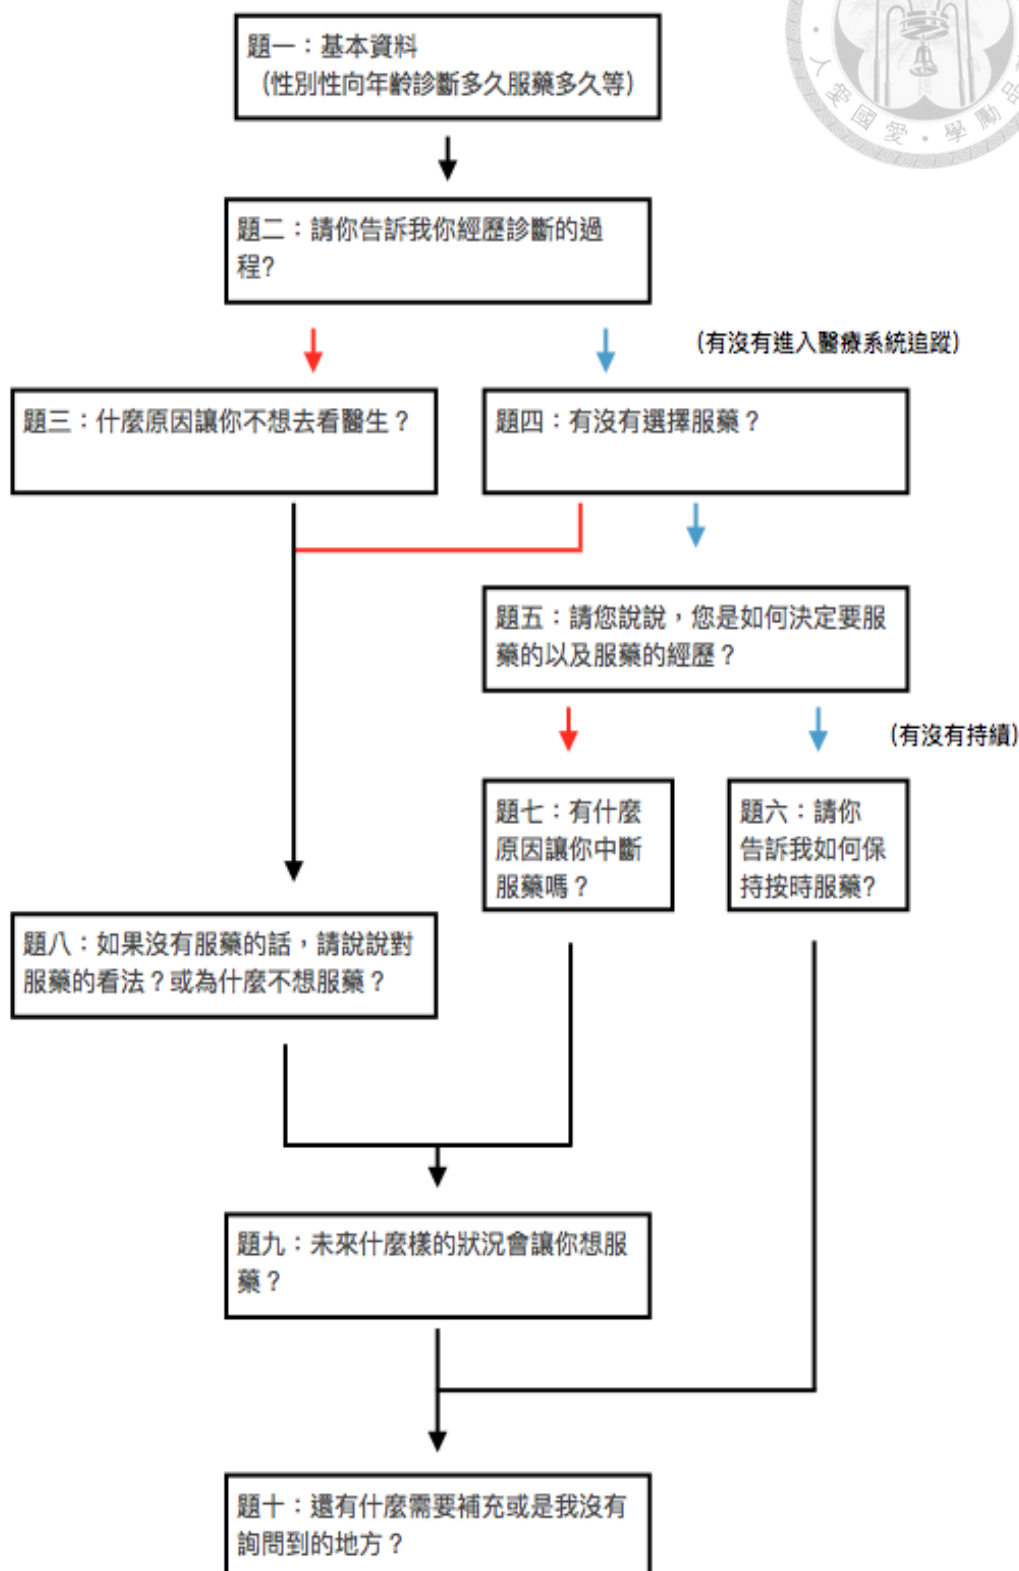 題一：基本資料
（性別性向年齡診斷多久服藥多久等）
題二：請你告訴我你經歷診斷的過
程?
（有沒有進入醫療系統追蹤）
題三：什麼原因讓你不想去看醫生？
題四：有沒有選擇服藥？
題五：請您說說，您是如何決定要服
藥的以及服藥的經歷？
（有沒有持續）
題七：有什麼
原因讓你中斷
服藥嗎？
題六：請你
告訴我如何保
持按時服藥?
題八：如果沒有服藥的話，請說說對
服藥的看法？或為什麼不想服藥？
題九：未來什麼樣的狀況會讓你想服
藥？
題十：還有什麼需要補充或是我沒有
詢問到的地方？
人愛國愛・學勵品